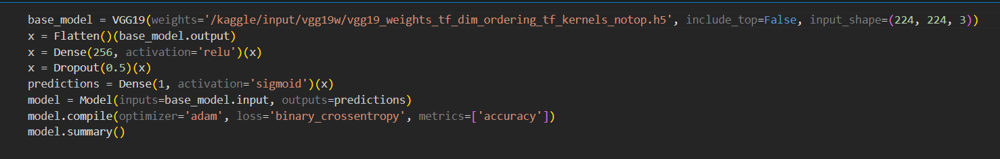 base_model = VGG19(weights='/kaggle/input/vgg19w/vgg19_weights_tf_dim_ordering_tf_kernels_notop.h5', include_top=False, input_shape=(224, 224, 3))
x = Flatten()(base_model.output)
x = Dense(256, activation='relu')(x)
x = Dropout(0.5)(x)
predictions = Dense(1, activation='sigmoid')(x)
model = Model(inputs=base_model.input, outputs=predictions)
model.compile(optimizer='adam', loss='binary_crossentropy', metrics=['accuracy'])
model.summary()